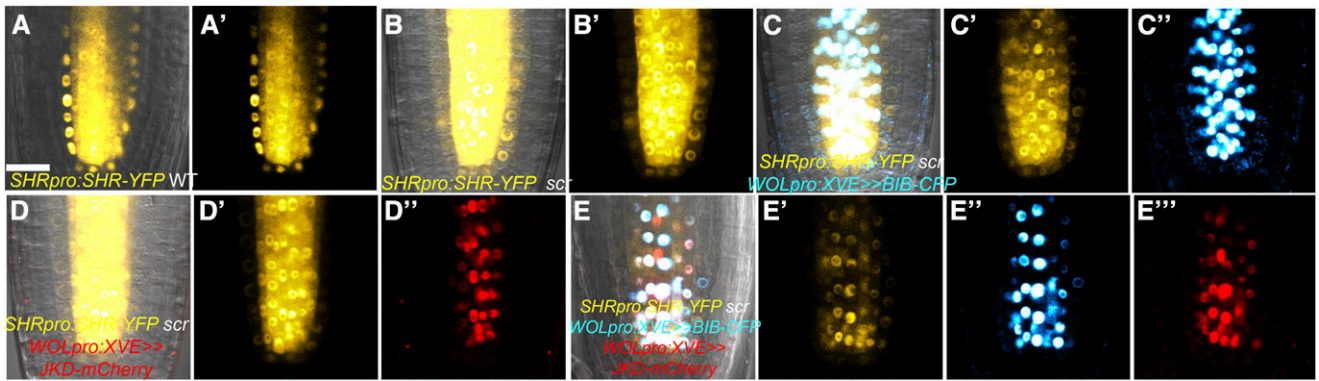 A
SHRpro:SHR-YFP WT
A'
B
SHRpro:SHR-YFP scr
B'
C
SHRpro:SHR-YFP scr
WOLpro:XVE>>BIB-CFP
C'
C''
D
SHRpro:SHR-YFP scr
WOLpro:XVE>>
JKD-mCherry
D'
D''
E
SHRpro:SHR-YFP scr
WOLpro:XVE>>BIB-CFP
WOLpro:XVE>>
JKD-mCherry
E'
E''
E'''